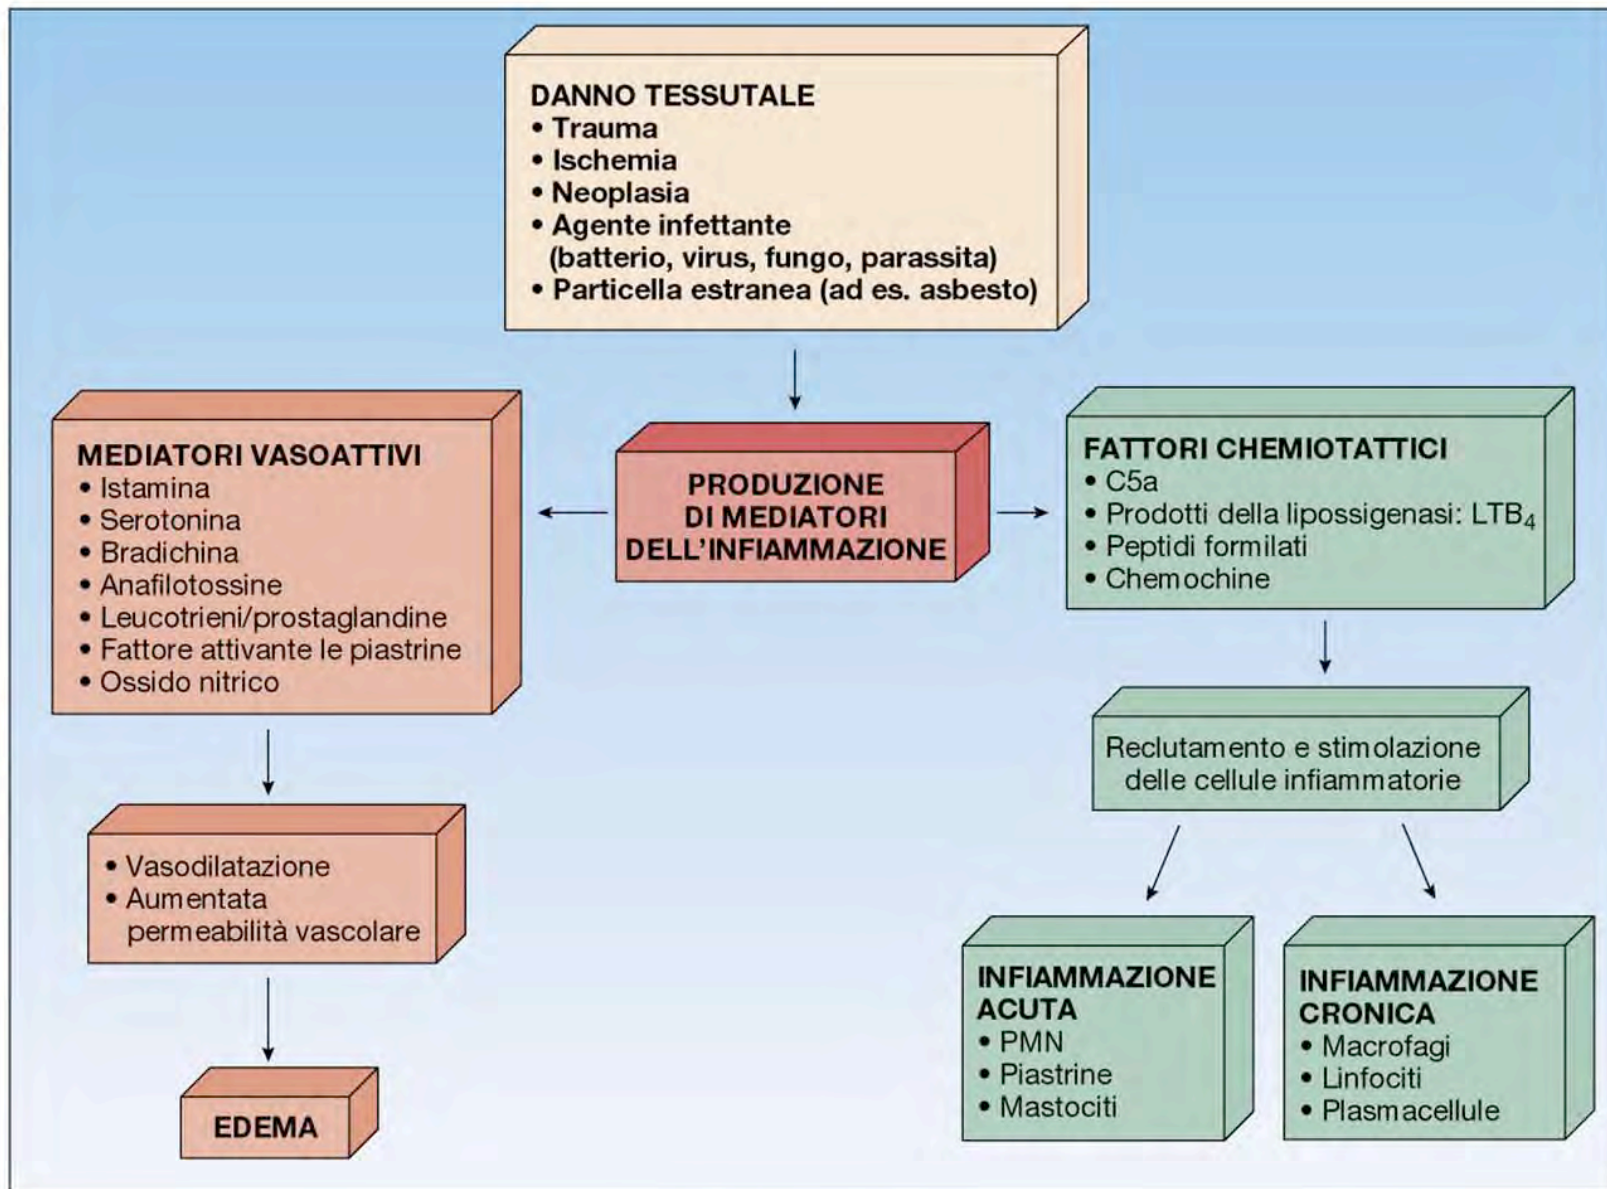 DANNO TESSUTALE
• Trauma
• Ischemia
• Neoplasia
• Agente infettante
(batterio, virus, fungo, parassita)
• Particella estranea (ad es. asbesto)
MEDIATORI VASOATTIVI
• Istamina
• Serotonina
• Bradichina
• Anafilotossine
• Leucotrieni/prostaglandine
• Fattore attivante le piastrine
• Ossido nitrico
PRODUZIONE
DI MEDIATORI
DELL'INFIAMMAZIONE
FATTORI CHEMIOTATTICI
• C5a
• Prodotti della lipossigenasi: LTB₄
• Peptidi formilati
• Chemochine
Reclutamento e stimolazione
delle cellule infiammatorie
• Vasodilatazione
• Aumentata
permeabilità vascolare
EDEMA
INFIAMMAZIONE
ACUTA
• PMN
• Piastrine
• Mastociti
INFIAMMAZIONE
CRONICA
• Macrofagi
• Linfociti
• Plasmacellule